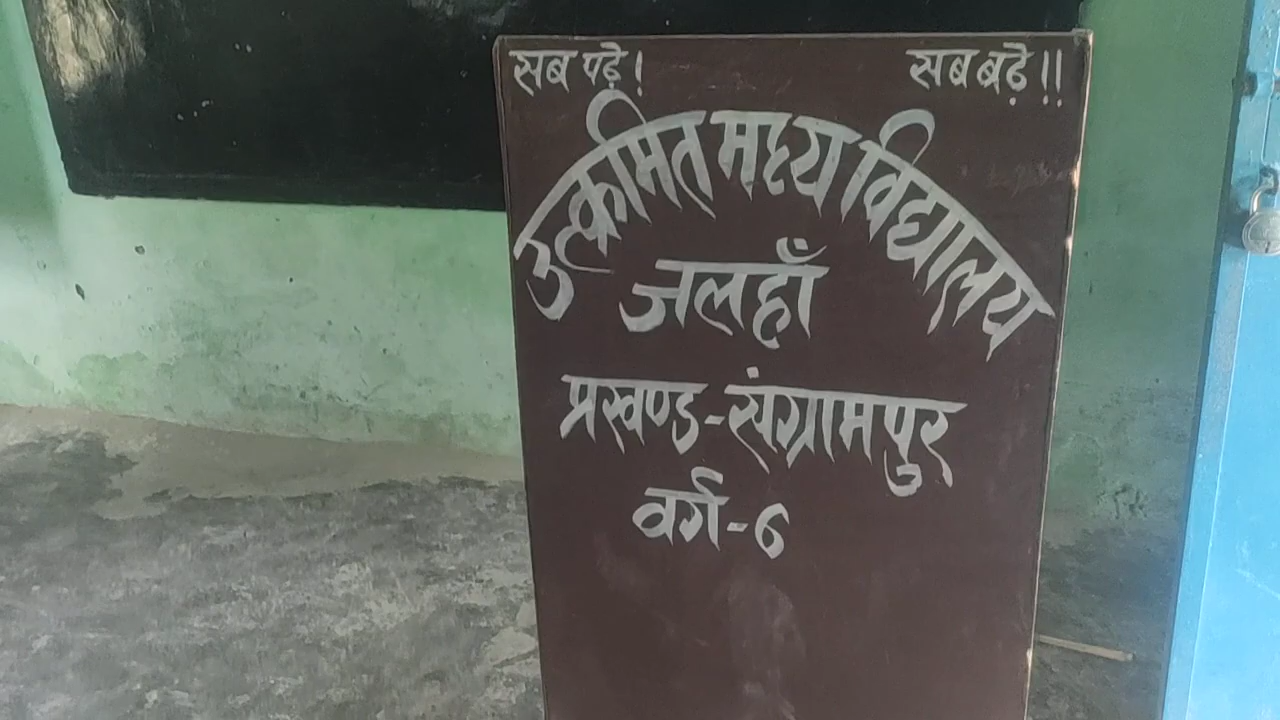 सब पढ़े! सब बढ़े!!
उत्क्रमित मध्य विद्यालय
जलहाँ
प्रखण्ड-संग्रामपुर
वर्ग-6